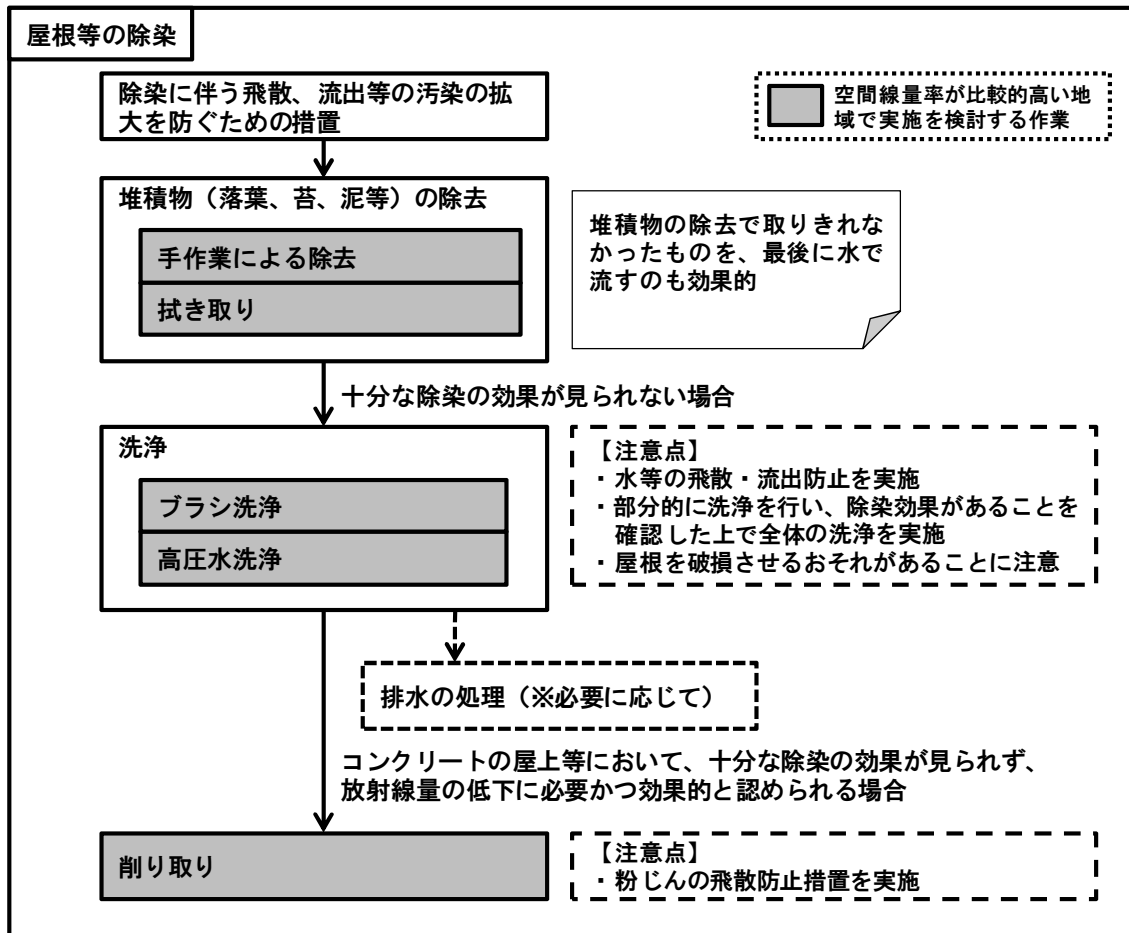 屋根等の除染
除染に伴う飛散、流出等の汚染の拡
大を防ぐための措置
空間線量率が比較的高い地
域で実施を検討する作業
堆積物（落葉、苔、泥等）の除去
手作業による除去
拭き取り
堆積物の除去で取りきれな
かったものを、最後に水で
流すのも効果的
十分な除染の効果が見られない場合
洗浄
ブラシ洗浄
高圧水洗浄
【注意点】
・水等の飛散・流出防止を実施
・部分的に洗浄を行い、除染効果があることを
確認した上で全体の洗浄を実施
・屋根を破損させるおそれがあることに注意
排水の処理（※必要に応じて）
コンクリートの屋上等において、十分な除染の効果が見られず、
放射線量の低下に必要かつ効果的と認められる場合
削り取り
【注意点】
・粉じんの飛散防止措置を実施